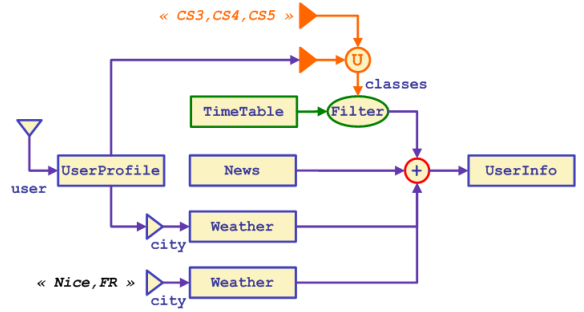 « CS3,CS4,CS5 »
U
classes
TimeTable
Filter
user
UserProfile
News
+
UserInfo
city
Weather
« Nice,FR »
city
Weather